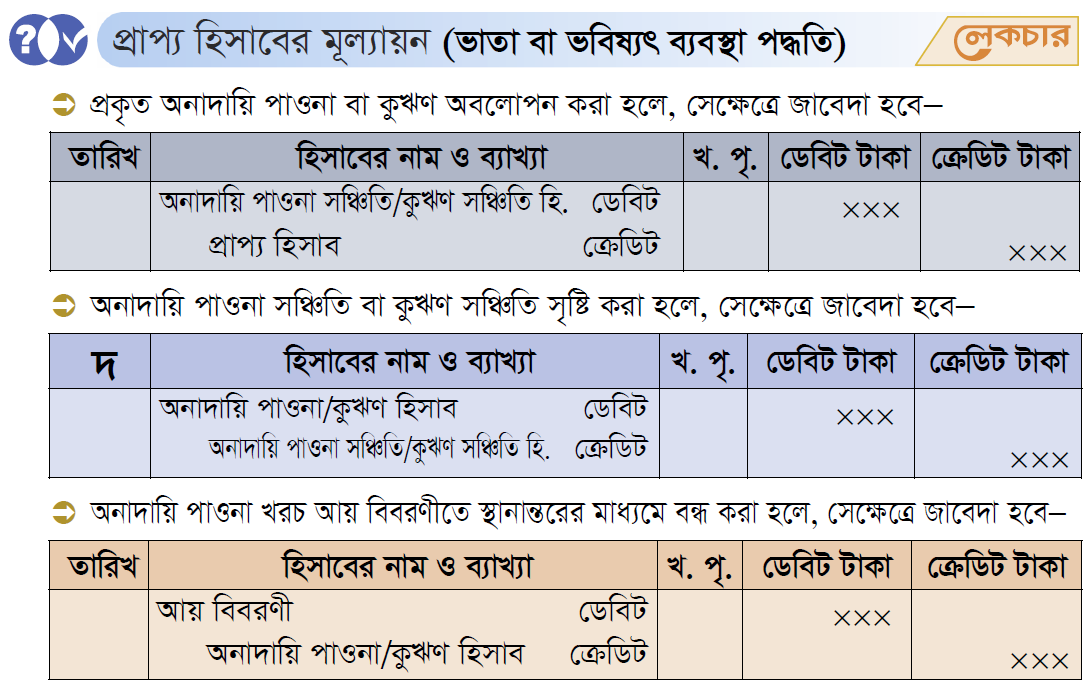 প্রাপ্য হিসাবের মূল্যায়ন (ভাতা বা ভবিষ্যৎ ব্যবস্থা পদ্ধতি) লেকচার
প্রকৃত অনাদায়ি পাওনা বা কুঋণ অবলোপন করা হলে, সেক্ষেত্রে জাবেদা হবে–
তারিখ হিসাবের নাম ও ব্যাখ্যা খ. পৃ. ডেবিট টাকা ক্রেডিট টাকা
অনাদায়ি পাওনা সঞ্চিতি/কুঋণ সঞ্চিতি হি. ডেবিট ×××
প্রাপ্য হিসাব ক্রেডিট ×××
অনাদায়ি পাওনা সঞ্চিতি বা কুঋণ সঞ্চিতি সৃষ্টি করা হলে, সেক্ষেত্রে জাবেদা হবে–
দ হিসাবের নাম ও ব্যাখ্যা খ. পৃ. ডেবিট টাকা ক্রেডিট টাকা
অনাদায়ি পাওনা/কুঋণ হিসাব ডেবিট ×××
অনাদায়ি পাওনা সঞ্চিতি/কুঋণ সঞ্চিতি হি. ক্রেডিট ×××
অনাদায়ি পাওনা খরচ আয় বিবরণীতে স্থানান্তরের মাধ্যমে বন্ধ করা হলে, সেক্ষেত্রে জাবেদা হবে–
তারিখ হিসাবের নাম ও ব্যাখ্যা খ. পৃ. ডেবিট টাকা ক্রেডিট টাকা
আয় বিবরণী ডেবিট ×××
অনাদায়ি পাওনা/কুঋণ হিসাব ক্রেডিট ×××